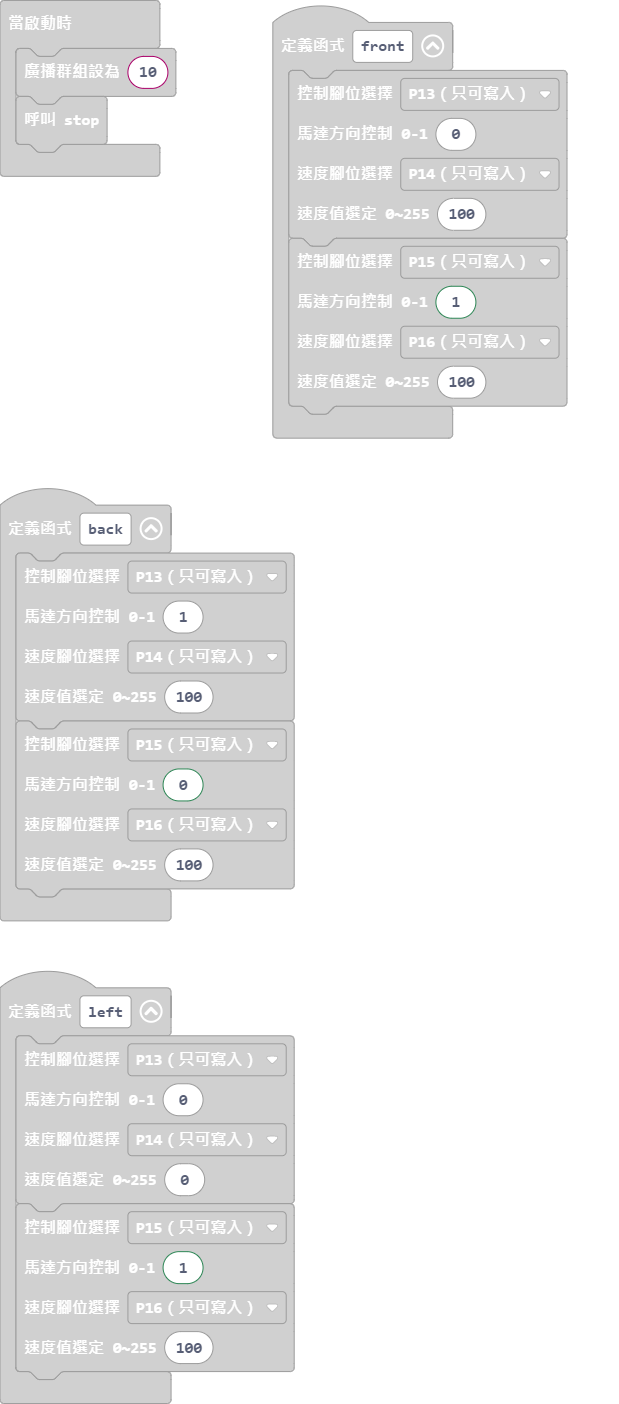 當啟動時
廣播群組設為 10
呼叫 stop
定義函式 front
控制腳位選擇 P13 ( 只可寫入 )
馬達方向控制 0-1 0
速度腳位選擇 P14 ( 只可寫入 )
速度值選定 0~255 100
控制腳位選擇 P15 ( 只可寫入 )
馬達方向控制 0-1 1
速度腳位選擇 P16 ( 只可寫入 )
速度值選定 0~255 100
定義函式 back
控制腳位選擇 P13 ( 只可寫入 )
馬達方向控制 0-1 1
速度腳位選擇 P14 ( 只可寫入 )
速度值選定 0~255 100
控制腳位選擇 P15 ( 只可寫入 )
馬達方向控制 0-1 0
速度腳位選擇 P16 ( 只可寫入 )
速度值選定 0~255 100
定義函式 left
控制腳位選擇 P13 ( 只可寫入 )
馬達方向控制 0-1 0
速度腳位選擇 P14 ( 只可寫入 )
速度值選定 0~255 0
控制腳位選擇 P15 ( 只可寫入 )
馬達方向控制 0-1 1
速度腳位選擇 P16 ( 只可寫入 )
速度值選定 0~255 100